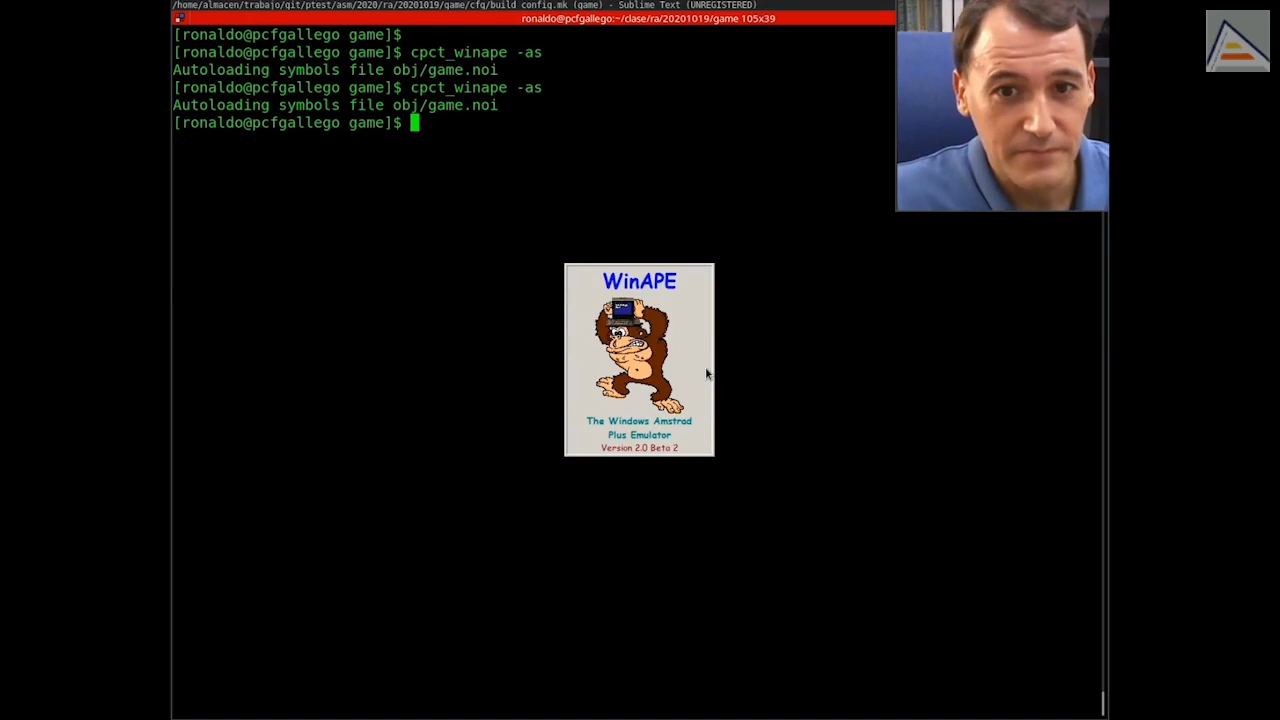 /home/almacen/trabajo/git/ptest/asm/2020/ra/20201019/game/cfg/build config.mk (game) - Sublime Text (UNREGISTERED)
ronaldo@pcfgallego:~/clase/ra/20201019/game 105x39
[ronaldo@pcfgallego game]$
[ronaldo@pcfgallego game]$ cpct_winape -as
Autoloading symbols file obj/game.noi
[ronaldo@pcfgallego game]$ cpct_winape -as
Autoloading symbols file obj/game.noi
[ronaldo@pcfgallego game]$
WinAPE
The Windows Amstrad
Plus Emulator
Version 2.0 Beta 2